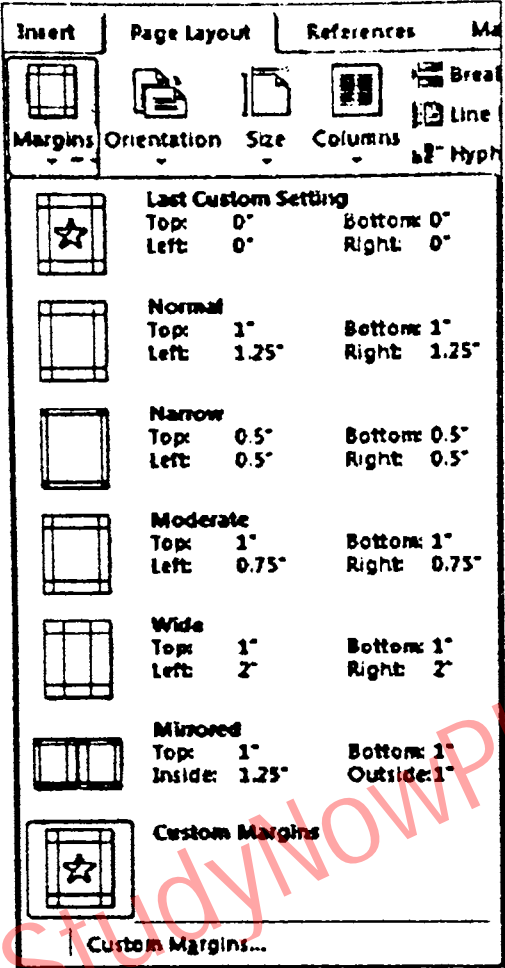 Insert Page Layout References Ma
Margins Orientation Size Columns
Breal
Line
Hyph
Last Custom Setting
Top: 0" Bottom: 0"
Left: 0" Right: 0"
Normal
Top: 1" Bottom: 1"
Left: 1.25" Right: 1.25"
Narrow
Top: 0.5" Bottom: 0.5"
Left: 0.5" Right: 0.5"
Moderate
Top: 1" Bottom: 1"
Left: 0.75" Right: 0.75"
Wide
Top: 1" Bottom: 1"
Left: 2" Right: 2"
Mirrored
Top: 1" Bottom: 1"
Inside: 1.25" Outside: 1"
Custom Margins
Custom Margins...
StudyNowP